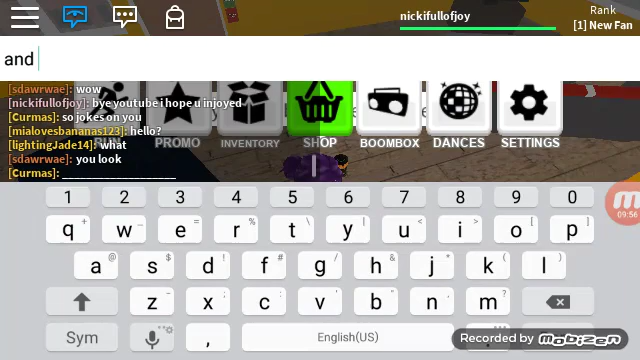 nickifullofjoy
Rank
[1] New Fan
and
[sdawrwae]: wow
[nickifullofjoy]: bye youtube i hope u injoyed
[Curmas]: so jokes on you
[mialovesbananas123]: hello?
[lightingJade14]: what
[sdawrwae]: you look
[Curmas]: ____________________
PROMO
INVENTORY
SHOP
BOOMBOX
DANCES
SETTINGS
1 2 3 4 5 6 7 8 9 0
q + w _ e = r % t \ y | u < i > o [ p ]
a @ s $ d ! f # g / h & j * k ( l )
z - x ; c : v ' b " n , m ?
Sym , English(US)
09:56
Recorded by mobizen